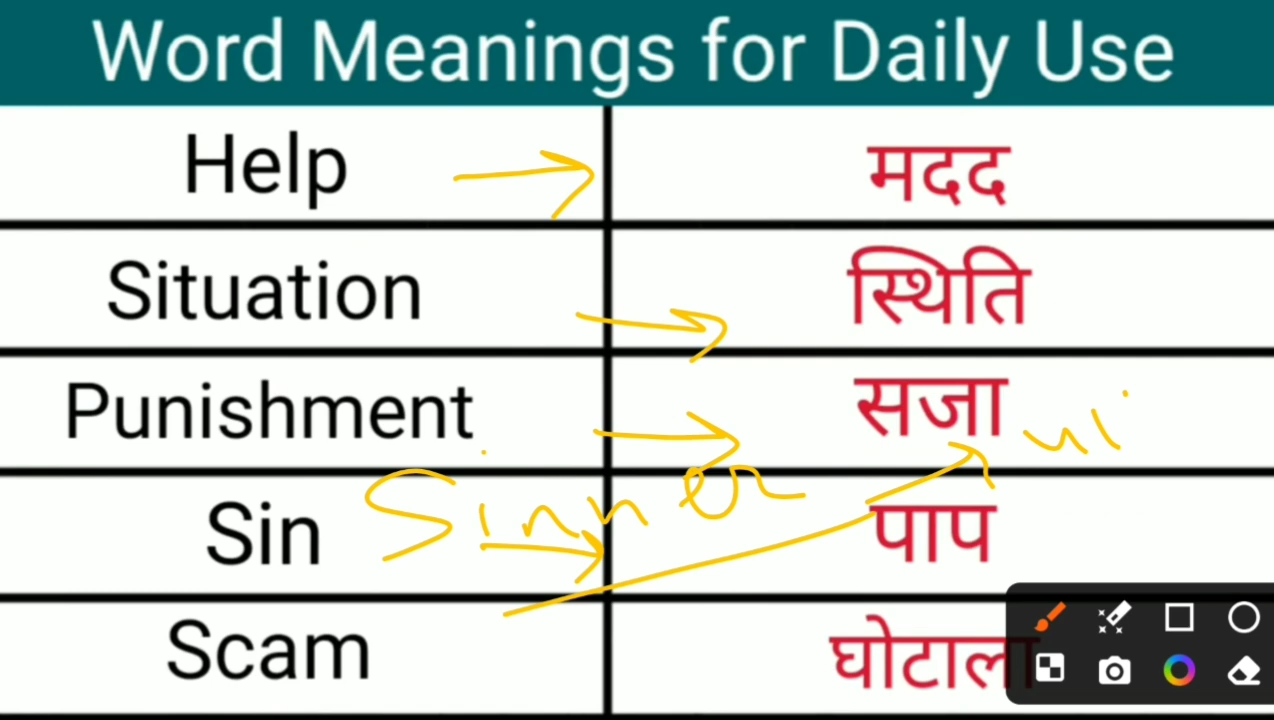 Word Meanings for Daily Use
Help मदद
Situation स्थिति
Punishment सजा
Sinner
Sin पाप
Scam घोटाला